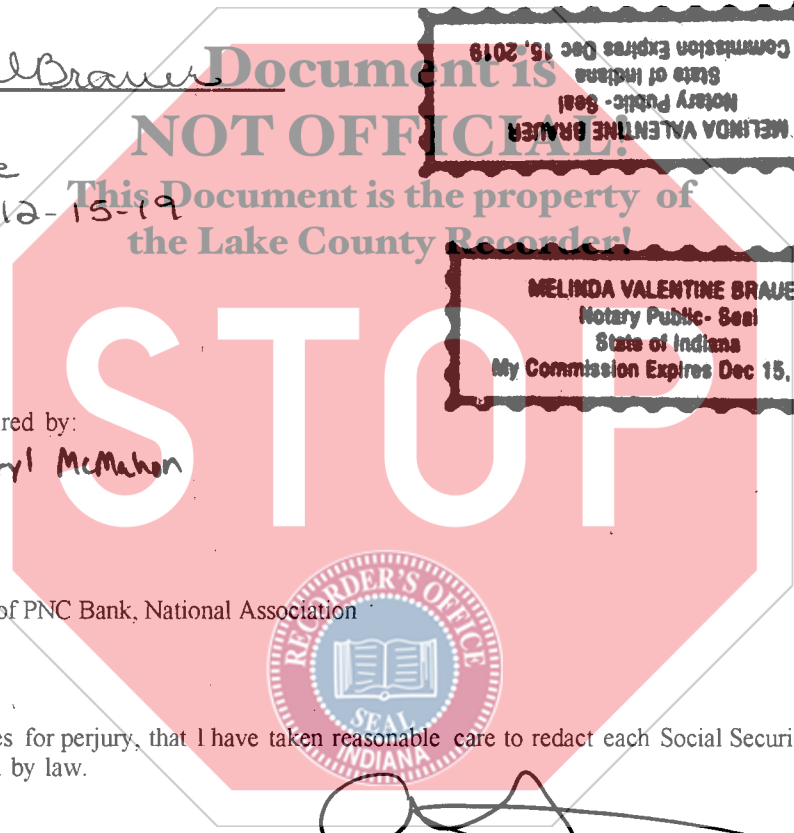 Brauer
Document is
NOT OFFICIAL!
This Document is the property of
the Lake County Recorder!
12-15-19
MELINDA VALENTINE BRAUER
Notary Public - Seal
State of Indiana
Commission Expires Dec 15, 2019
MELINDA VALENTINE BRAUE
Notary Public - Seal
State of Indiana
My Commission Expires Dec 15,
STOP
red by:
yl McMahon
of PNC Bank, National Association
RECORDER'S OFFICE
SEAL
INDIANA
es for perjury, that I have taken reasonable care to redact each Social Securi
by law.